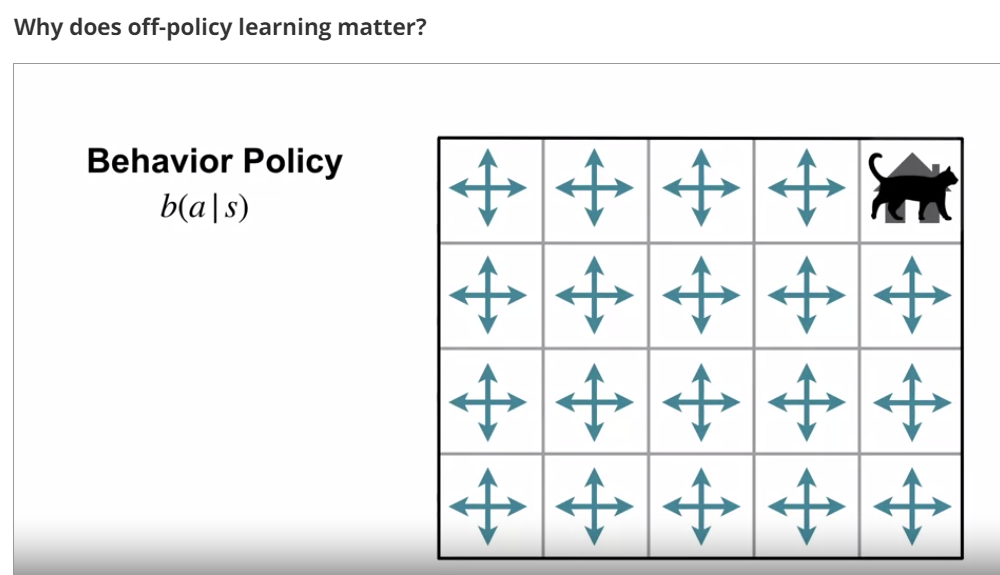 Why does off-policy learning matter?
Behavior Policy
b(a|s)